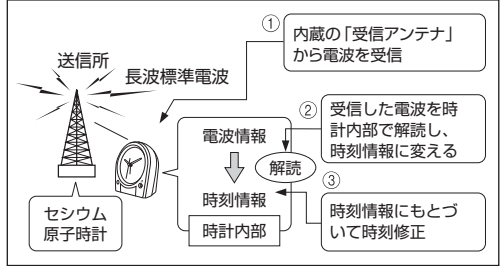 ①
内蔵の「受信アンテナ」
から電波を受信
送信所
長波標準電波
②
受信した電波を時
計内部で解読し、
時刻情報に変える
電波情報
解読
時刻情報
時計内部
③
時刻情報にもとづ
いて時刻修正
セシウム
原子時計